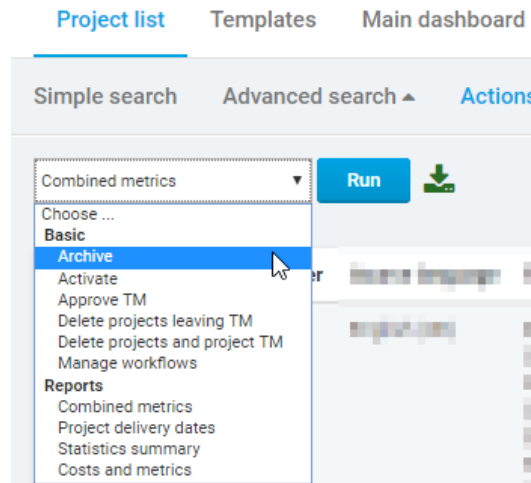 Project list Templates Main dashboard
Simple search Advanced search Actions
Combined metrics Run
Choose ...
Basic
Archive
er
Activate
Approve TM
Delete projects leaving TM
Delete projects and project TM
Manage workflows
Reports
Combined metrics
Project delivery dates
Statistics summary
Costs and metrics